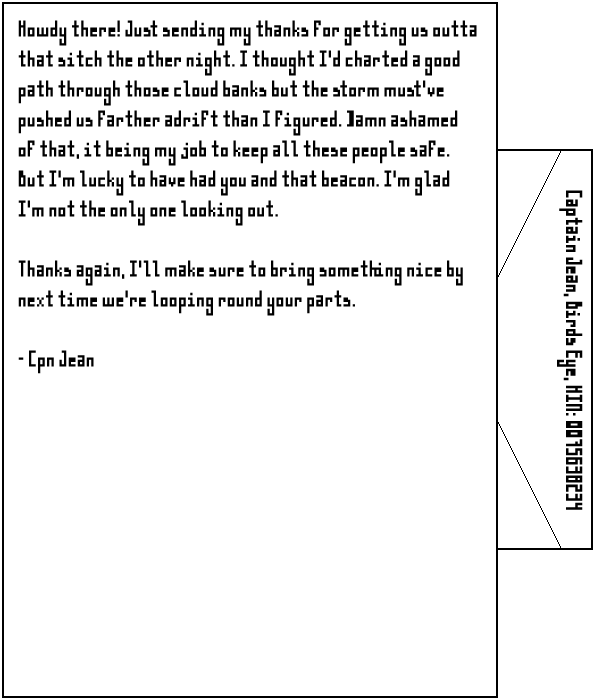 Howdy there! Just sending my thanks for getting us outta
that sitch the other night. I thought I'd charted a good
path through those cloud banks but the storm must've
pushed us farther adrift than I figured. Damn ashamed
of that, it being my job to keep all these people safe.
But I'm lucky to have had you and that beacon. I'm glad
I'm not the only one looking out.

Thanks again, I'll make sure to bring something nice by
next time we're looping round your parts.

- Cpn Jean

Captain Jean, Birds Eye, HIN: 0015638234